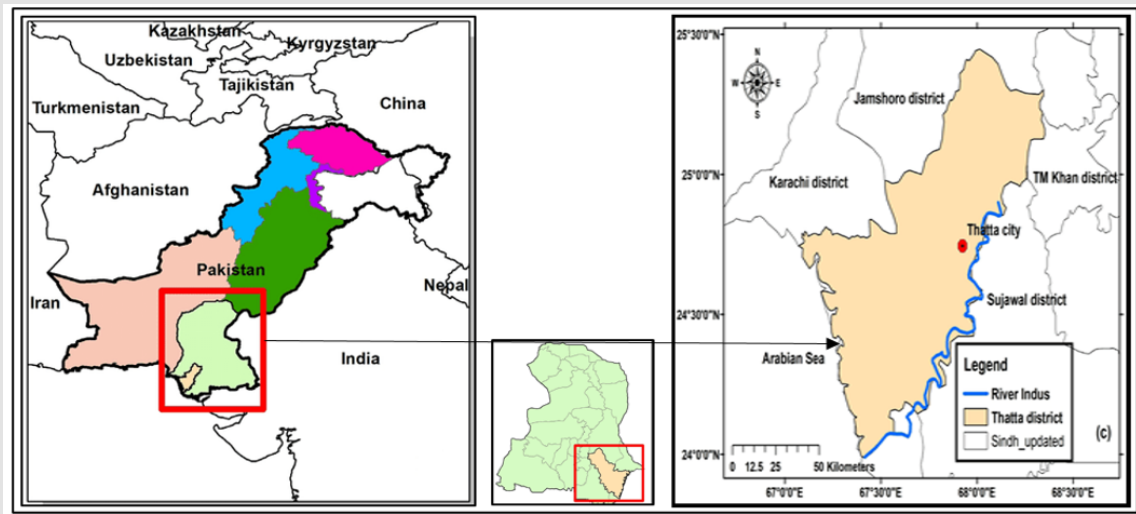 Kazakhstan
Kyrgyzstan
Uzbekistan
Tajikistan
Turkmenistan
China
Afghanistan
Pakistan
Iran
Nepal
India
25°30'0"N
25°0'0"N
24°30'0"N
24°0'0"N
N
W E
S
Jamshoro district
Karachi district
TM Khan district
Thatta city
Sujawal district
Arabian Sea
Legend
River Indus
Thatta district
Sindh_updated
(c)
0 12.5 25 50 Kilometers
67°0'0"E 67°30'0"E 68°0'0"E 68°30'0"E